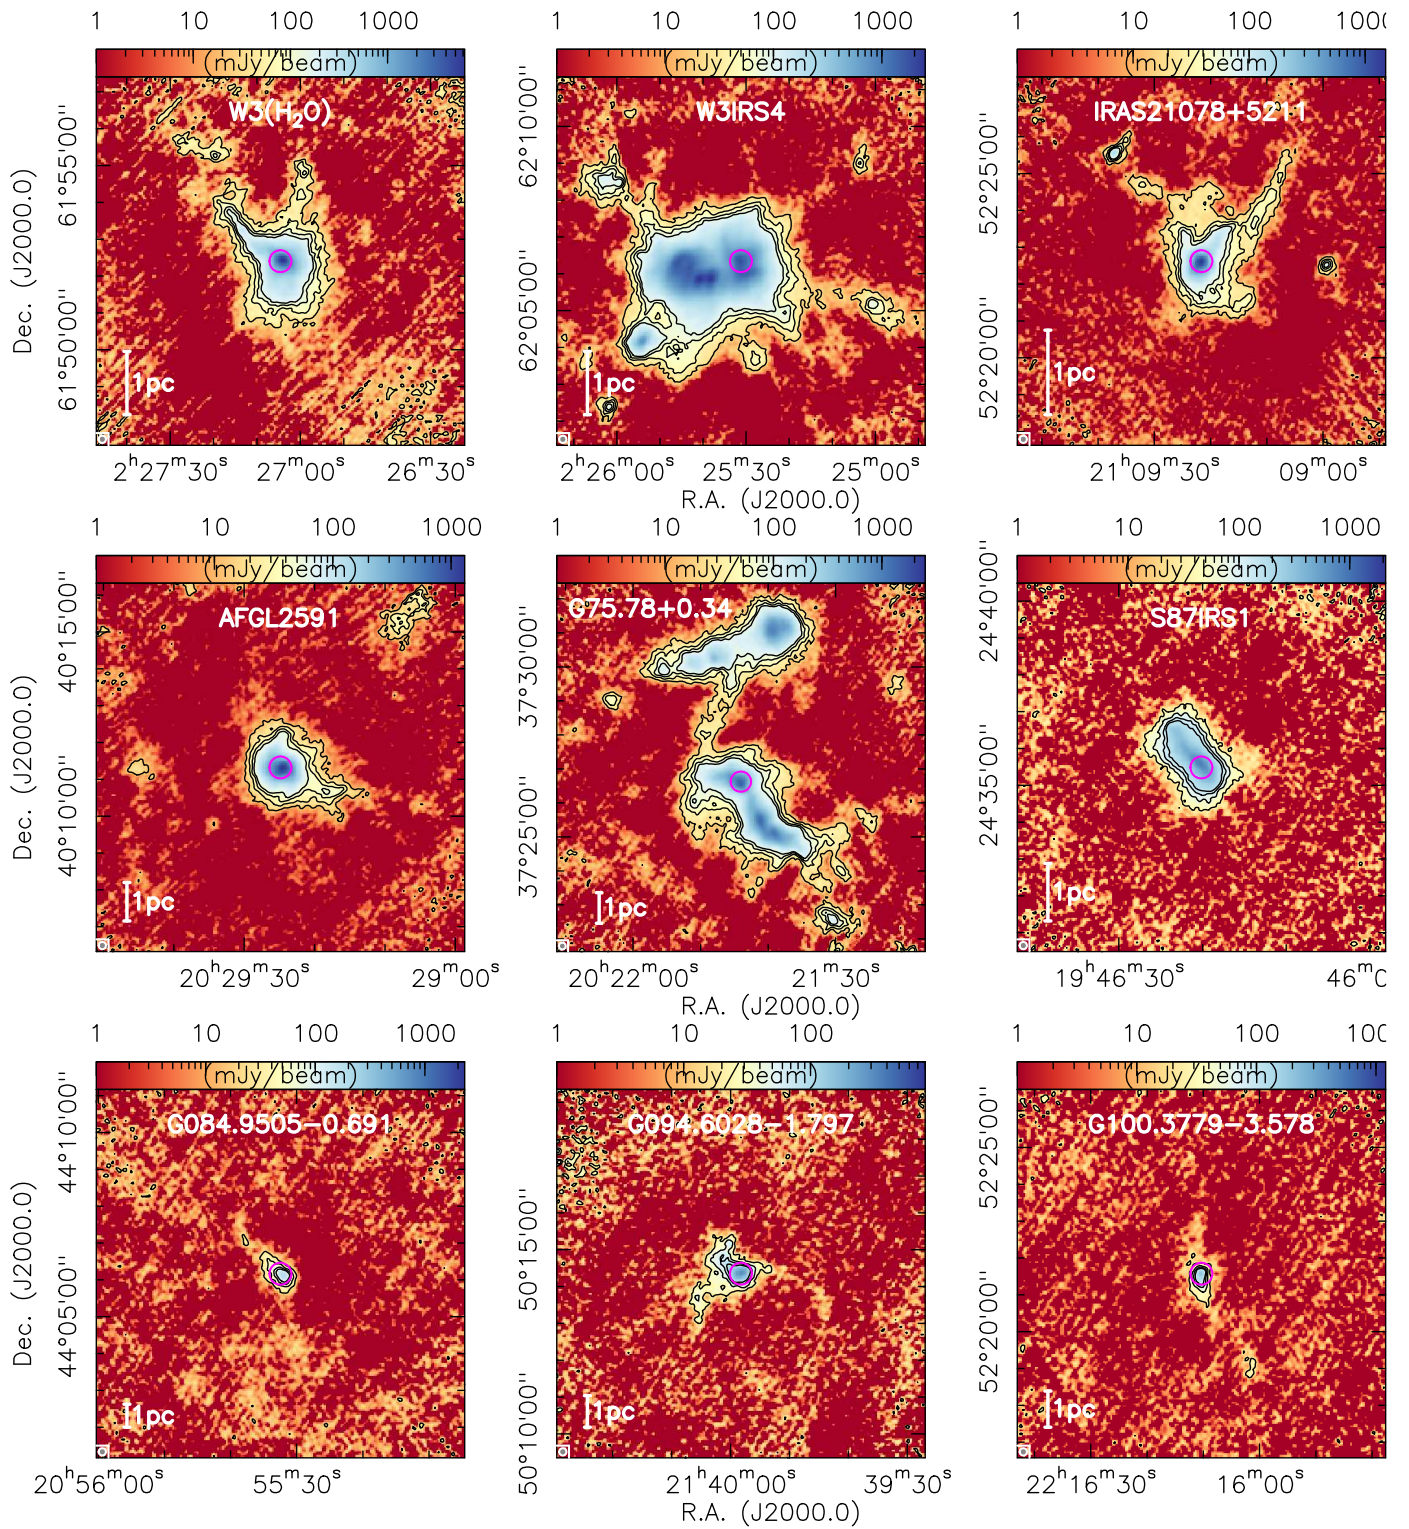 1 10 100 1000
(mJy/beam)
W3(H₂O)
Dec. (J2000.0)
61°55'00''
61°50'00''
1pc
2ʰ27ᵐ30ˢ 27ᵐ00ˢ 26ᵐ30ˢ
1 10 100 1000
(mJy/beam)
W3IRS4
62°10'00''
62°05'00''
12
1pc
2ʰ26ᵐ00ˢ 25ᵐ30ˢ 25ᵐ00ˢ
R.A. (J2000.0)
1 10 100 1000
(mJy/beam)
IRAS21078+5211
52°25'00''
52°20'00''
1pc
21ʰ09ᵐ30ˢ 09ᵐ00ˢ
1 10 100 1000
(mJy/beam)
AFGL2591
Dec. (J2000.0)
40°15'00''
40°10'00''
1pc
20ʰ29ᵐ30ˢ 29ᵐ00ˢ
1 10 100 1000
(mJy/beam)
G75.78+0.34
37°30'00''
37°25'00''
1pc
20ʰ22ᵐ00ˢ 21ᵐ30ˢ
R.A. (J2000.0)
1 10 100 1000
(mJy/beam)
S87IRS1
24°40'00''
24°35'00''
1pc
19ʰ46ᵐ30ˢ 46ᵐ0
1 10 100 1000
(mJy/beam)
G084.9505−0.691
Dec. (J2000.0)
44°10'00''
44°05'00''
1pc
20ʰ56ᵐ00ˢ 55ᵐ30ˢ
1 10 100
(mJy/beam)
G094.6028−1.797
50°15'00''
50°10'00''
1pc
21ʰ40ᵐ00ˢ 39ᵐ30ˢ
R.A. (J2000.0)
1 10 100 1000
(mJy/beam)
G100.3779−3.578
52°25'00''
52°20'00''
1pc
22ʰ16ᵐ30ˢ 16ᵐ00ˢ